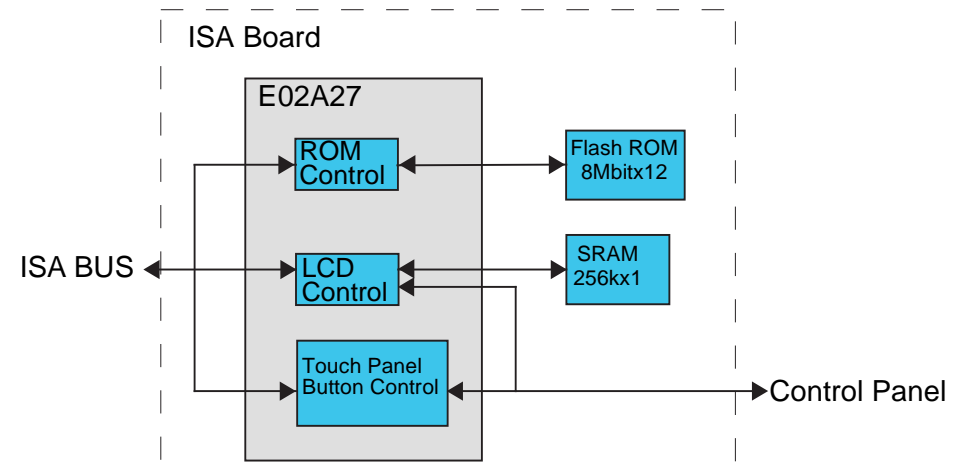 ISA Board
E02A27
ROM
Control
Flash ROM
8Mbitx12
ISA BUS
LCD
Control
SRAM
256kx1
Touch Panel
Button Control
Control Panel